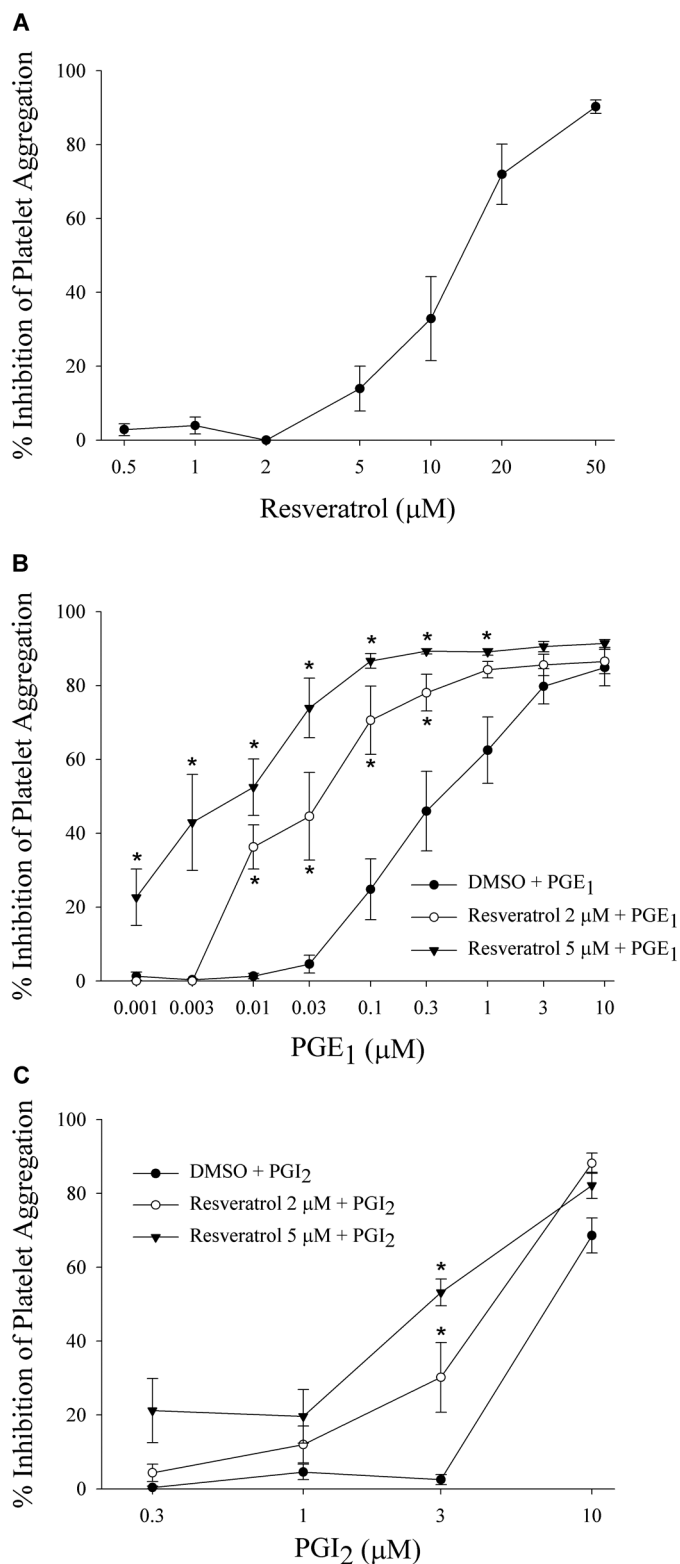 A
% Inhibition of Platelet Aggregation
100
80
60
40
20
0
0.5 1 2 5 10 20 50
Resveratrol (μM)
B
% Inhibition of Platelet Aggregation
100
80
60
40
20
0
* * * * * * *
* * * *
DMSO + PGE1
Resveratrol 2 μM + PGE1
Resveratrol 5 μM + PGE1
0.001 0.003 0.01 0.03 0.1 0.3 1 3 10
PGE1 (μM)
C
% Inhibition of Platelet Aggregation
100
80
60
40
20
0
DMSO + PGI2
Resveratrol 2 μM + PGI2
Resveratrol 5 μM + PGI2
*
*
0.3 1 3 10
PGI2 (μM)